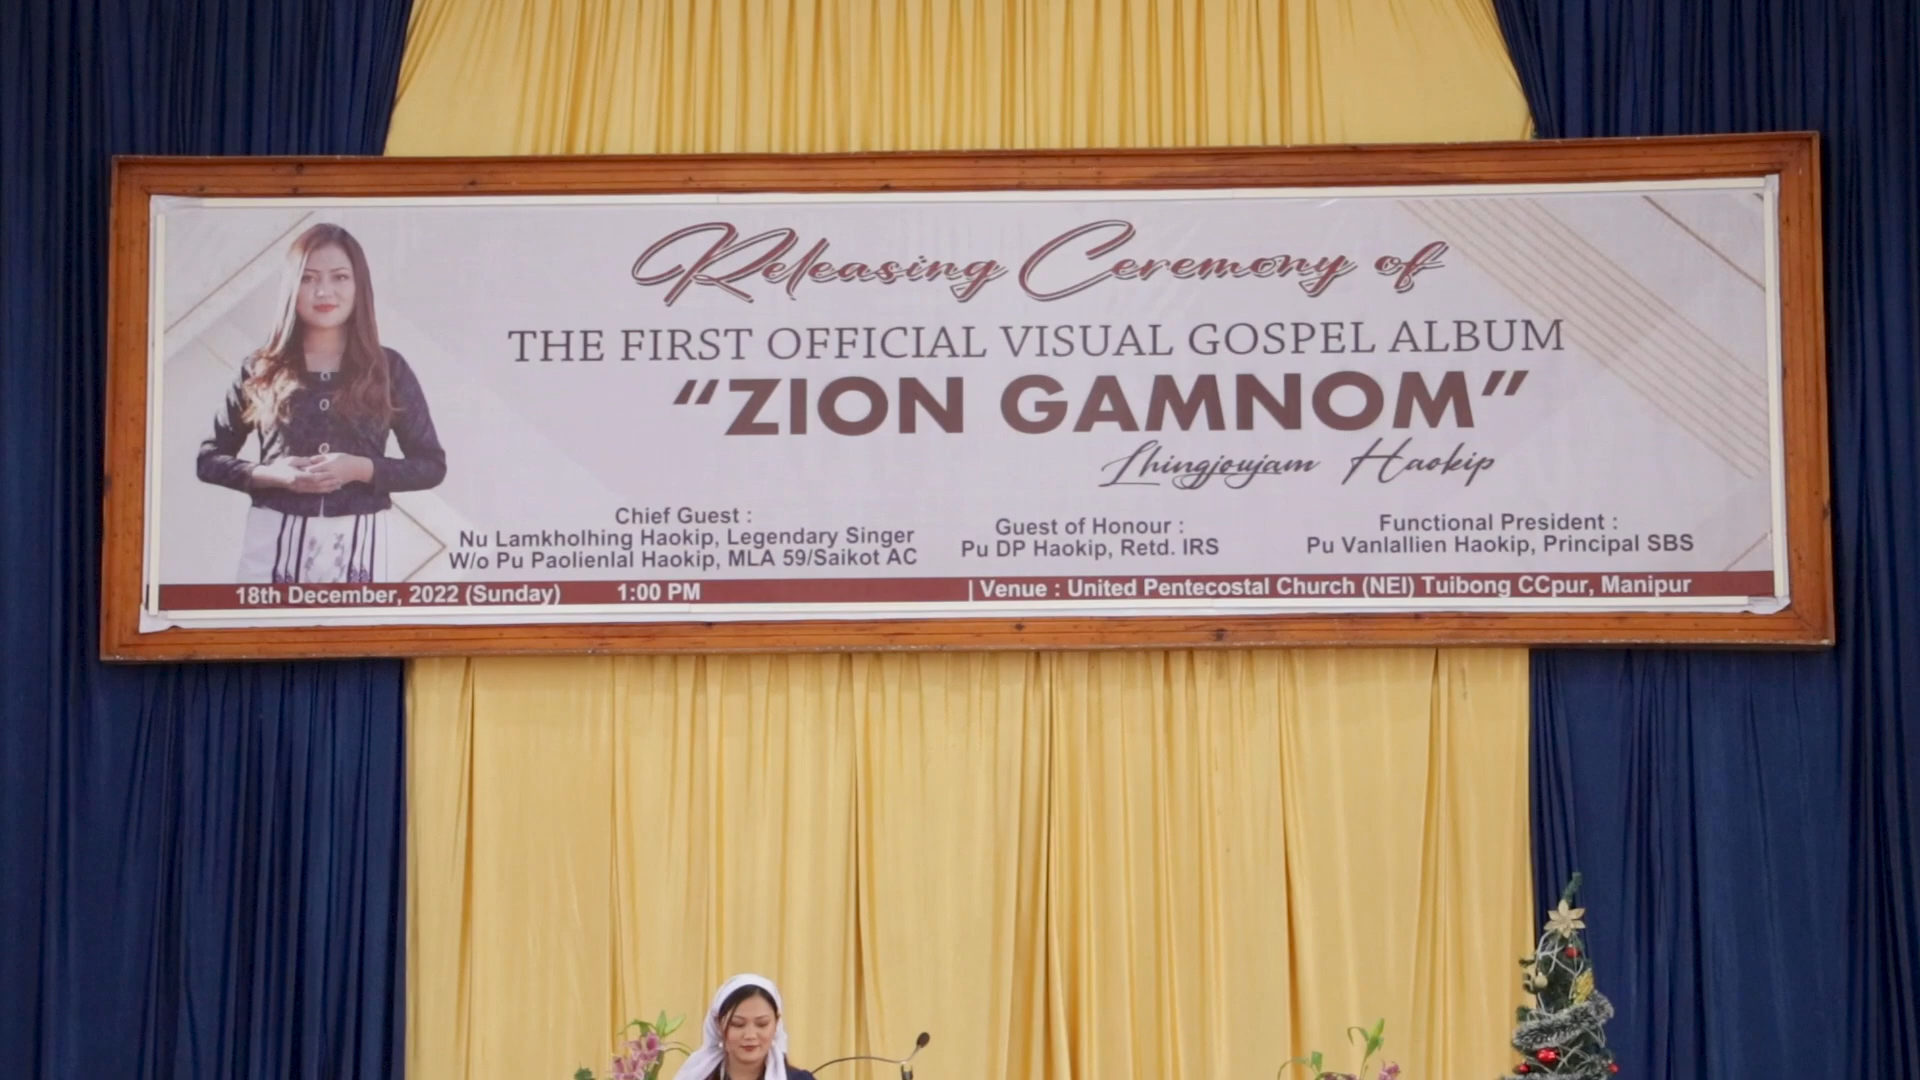 Releasing Ceremony of
THE FIRST OFFICIAL VISUAL GOSPEL ALBUM
“ZION GAMNOM”
Lhingjoujam Haokip
Chief Guest :
Nu Lamkholhing Haokip, Legendary Singer
W/o Pu Paolienlal Haokip, MLA 59/Saikot AC
Guest of Honour :
Pu DP Haokip, Retd. IRS
Functional President :
Pu Vanlallien Haokip, Principal SBS
18th December, 2022 (Sunday) 1:00 PM | Venue : United Pentecostal Church (NEI) Tuibong CCpur, Manipur